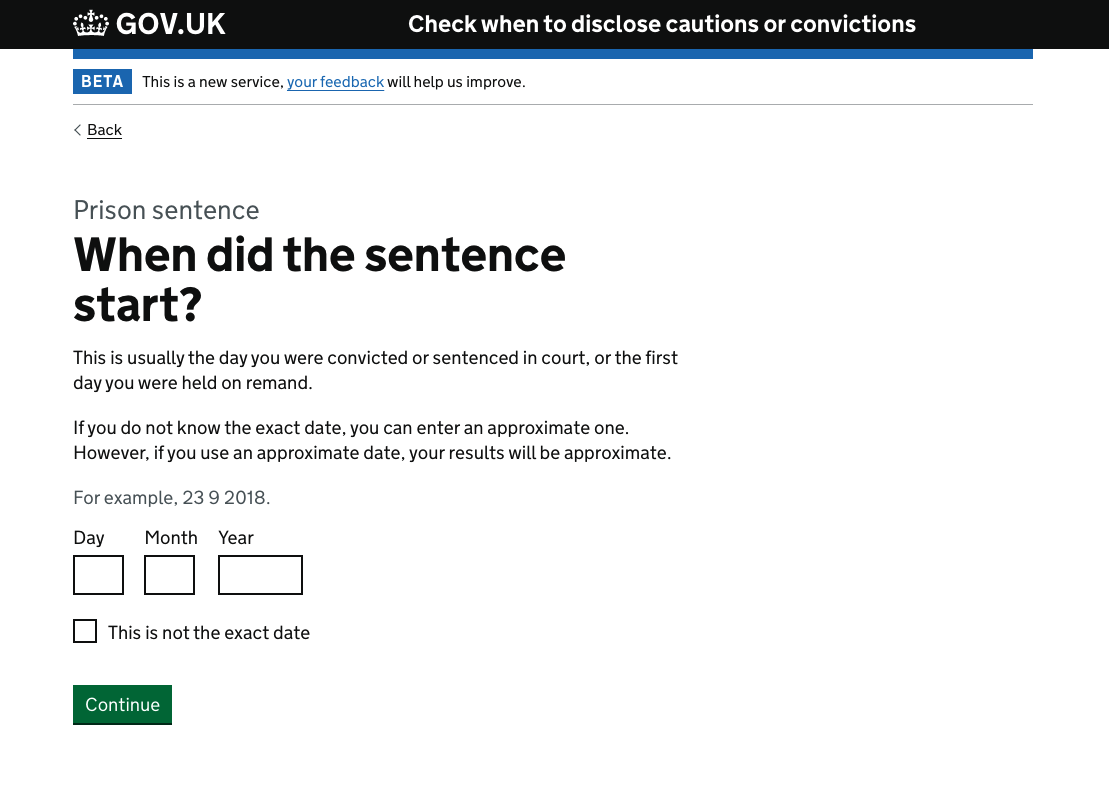 GOV.UK
Check when to disclose cautions or convictions
BETA
This is a new service, your feedback will help us improve.
Back
Prison sentence
When did the sentence
start?
This is usually the day you were convicted or sentenced in court, or the first
day you were held on remand.
If you do not know the exact date, you can enter an approximate one.
However, if you use an approximate date, your results will be approximate.
For example, 23 9 2018.
Day Month Year
This is not the exact date
Continue